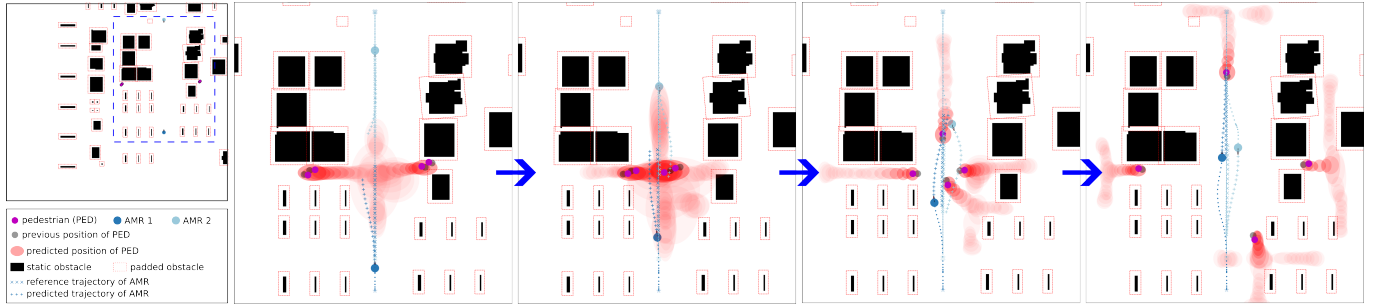 pedestrian (PED) AMR 1 AMR 2
previous position of PED
predicted position of PED
static obstacle padded obstacle
reference trajectory of AMR
predicted trajectory of AMR